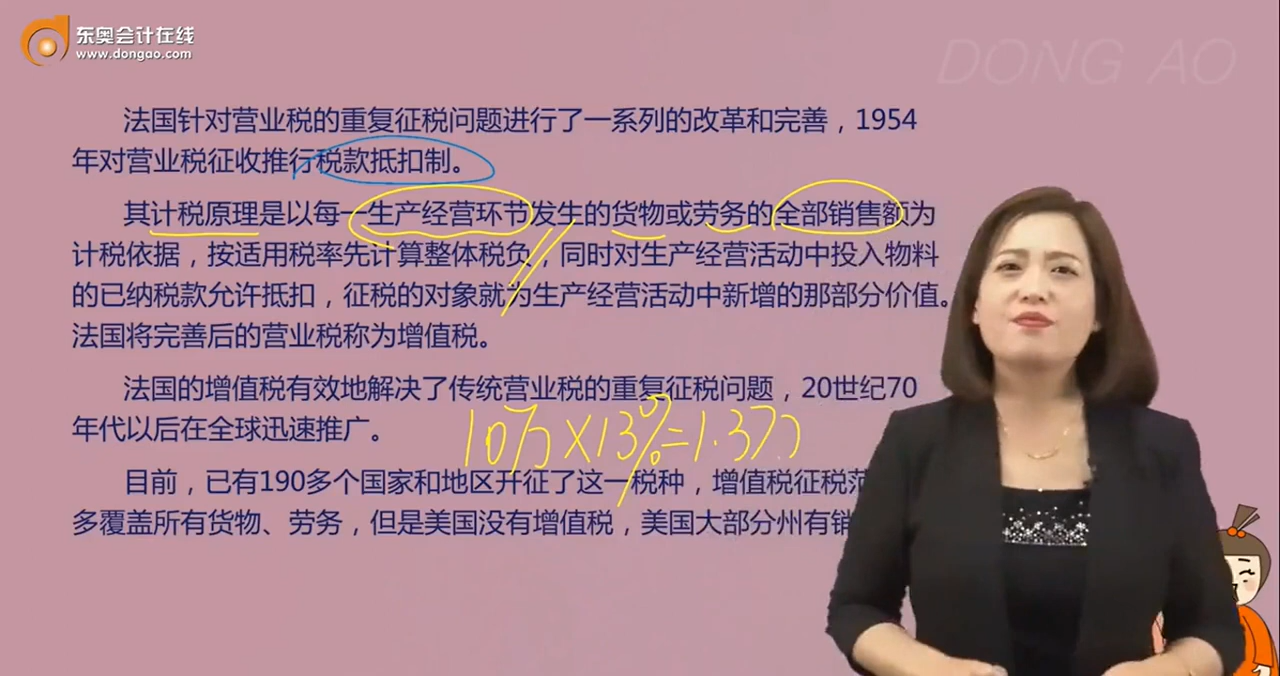 东奥会计在线
www.dongao.com
DONG AO
法国针对营业税的重复征税问题进行了一系列的改革和完善，1954
年对营业税征收推行税款抵扣制。
其计税原理是以每一生产经营环节发生的货物或劳务的全部销售额为
计税依据，按适用税率先计算整体税负，同时对生产经营活动中投入物料
的已纳税款允许抵扣，征税的对象就为生产经营活动中新增的那部分价值。
法国将完善后的营业税称为增值税。
法国的增值税有效地解决了传统营业税的重复征税问题，20世纪70
年代以后在全球迅速推广。
10万×13%=1.3万
目前，已有190多个国家和地区开征了这一税种，增值税征税范
多覆盖所有货物、劳务，但是美国没有增值税，美国大部分州有销